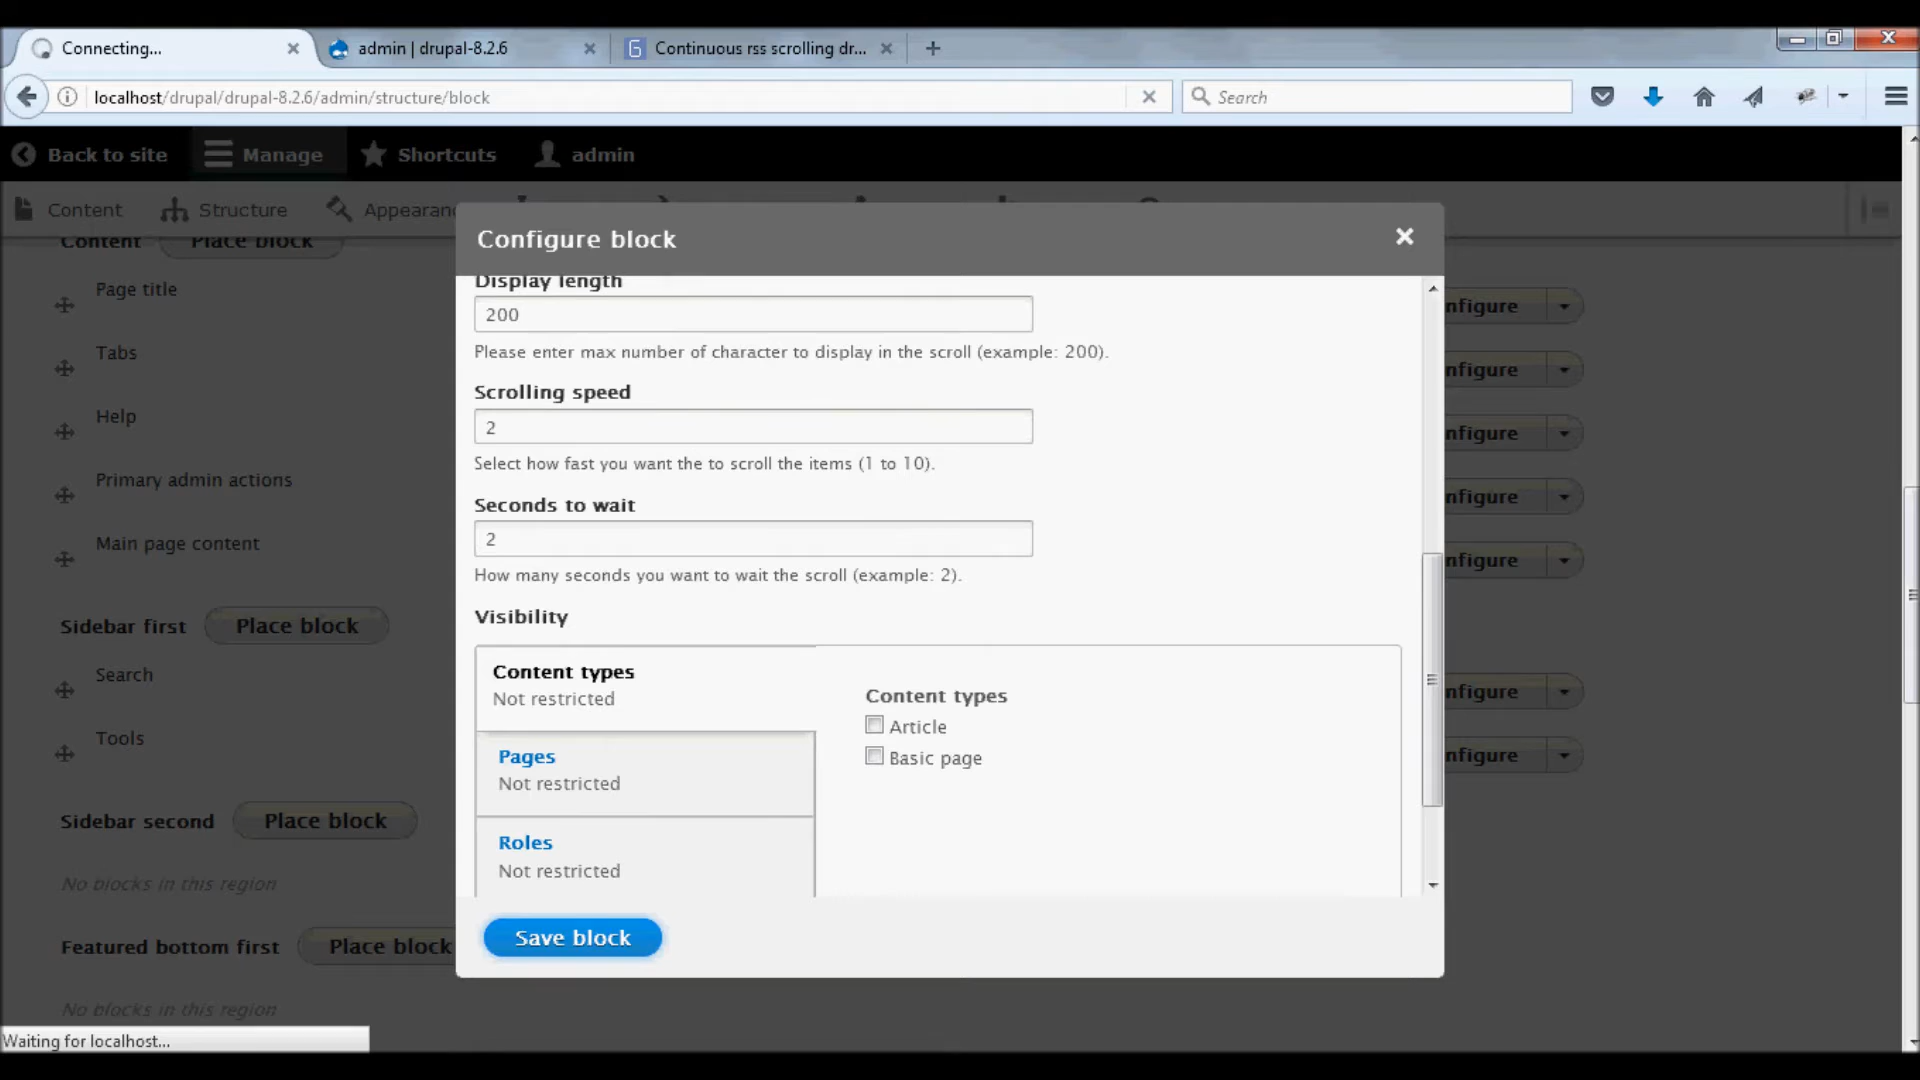 Connecting...
admin | drupal-8.2.6
Continuous rss scrolling dr...
localhost/drupal/drupal-8.2.6/admin/structure/block
Search
Back to site
Manage
Shortcuts
admin
Content
Structure
Appearanc
Content
Place block
Page title
Tabs
Help
Primary admin actions
Main page content
Sidebar first
Place block
Search
Tools
Sidebar second
Place block
No blocks in this region
Featured bottom first
Place block
No blocks in this region
Configure block
Display length
200
Please enter max number of character to display in the scroll (example: 200).
Scrolling speed
2
Select how fast you want the to scroll the items (1 to 10).
Seconds to wait
2
How many seconds you want to wait the scroll (example: 2).
Visibility
Content types
Not restricted
Pages
Not restricted
Roles
Not restricted
Content types
Article
Basic page
Save block
nfigure
nfigure
nfigure
nfigure
nfigure
nfigure
nfigure
Waiting for localhost...